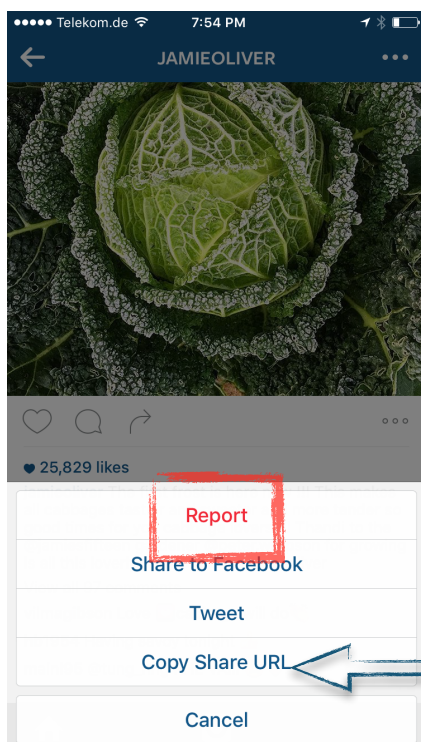 Telekom.de 7:54 PM
JAMIEOLIVER
25,829 likes
Report
Share to Facebook
Tweet
Copy Share URL
Cancel